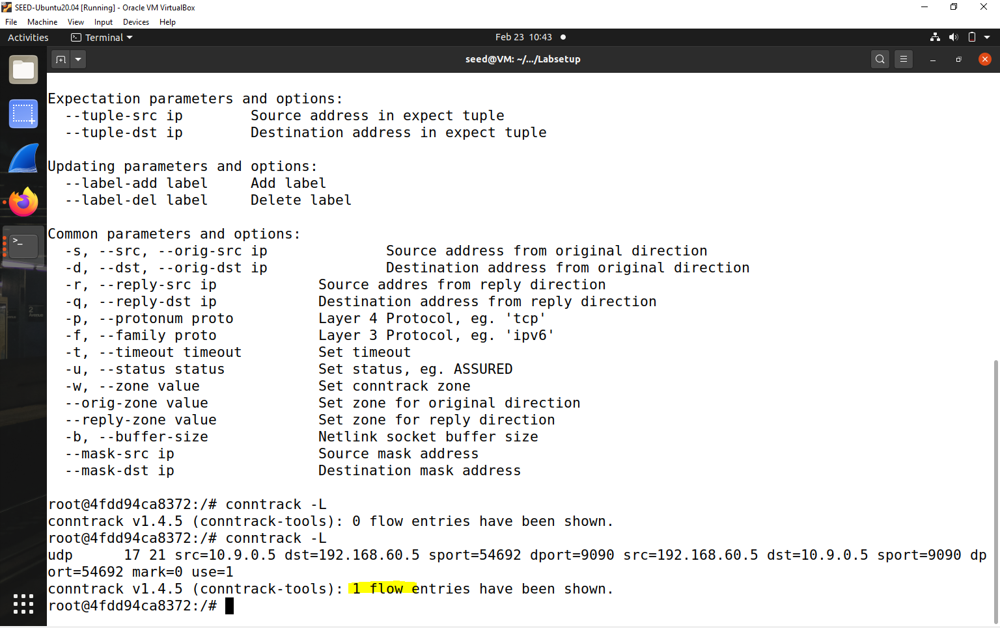 SEED-Ubuntu20.04 [Running] - Oracle VM VirtualBox
File Machine View Input Devices Help
Activities Terminal Feb 23 10:43
seed@VM: ~/.../Labsetup
Expectation parameters and options:
--tuple-src ip Source address in expect tuple
--tuple-dst ip Destination address in expect tuple
Updating parameters and options:
--label-add label Add label
--label-del label Delete label
Common parameters and options:
-s, --src, --orig-src ip Source address from original direction
-d, --dst, --orig-dst ip Destination address from original direction
-r, --reply-src ip Source addres from reply direction
-q, --reply-dst ip Destination address from reply direction
-p, --protonum proto Layer 4 Protocol, eg. 'tcp'
-f, --family proto Layer 3 Protocol, eg. 'ipv6'
-t, --timeout timeout Set timeout
-u, --status status Set status, eg. ASSURED
-w, --zone value Set conntrack zone
--orig-zone value Set zone for original direction
--reply-zone value Set zone for reply direction
-b, --buffer-size Netlink socket buffer size
--mask-src ip Source mask address
--mask-dst ip Destination mask address
root@4fdd94ca8372:/# conntrack -L
conntrack v1.4.5 (conntrack-tools): 0 flow entries have been shown.
root@4fdd94ca8372:/# conntrack -L
udp 17 21 src=10.9.0.5 dst=192.168.60.5 sport=54692 dport=9090 src=192.168.60.5 dst=10.9.0.5 sport=9090 dp
ort=54692 mark=0 use=1
conntrack v1.4.5 (conntrack-tools): 1 flow entries have been shown.
root@4fdd94ca8372:/#